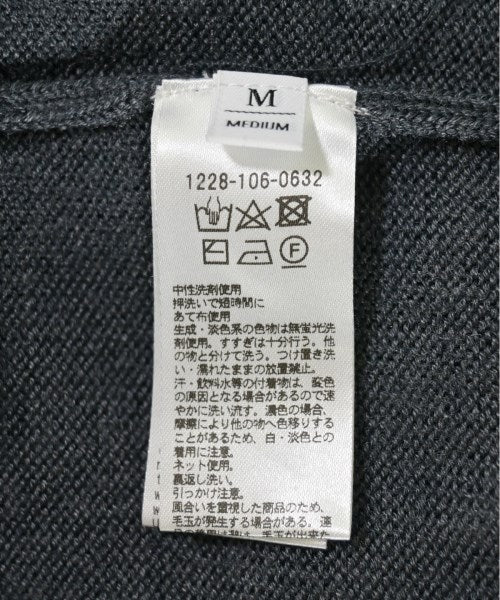 M
MEDIUM
1228-106-0632
F
中性洗剤使用
押洗いで短時間に
あて布使用
生成・淡色系の色物は無蛍光洗
剤使用。すすぎは十分行う。他
の物と分けて洗う。つけ置き洗
い・濡れたままの放置禁止。
汗・飲料水等の付着物は、変色
の原因となる場合があるので速
やかに洗い流す。濃色の場合、
摩擦により他の物へ色移りする
ことがあるため、白・淡色との
着用に注意。
ネット使用。
裏返し洗い。
引っかけ注意。
風合いを重視した商品のため、
毛玉が発生する場合がある。